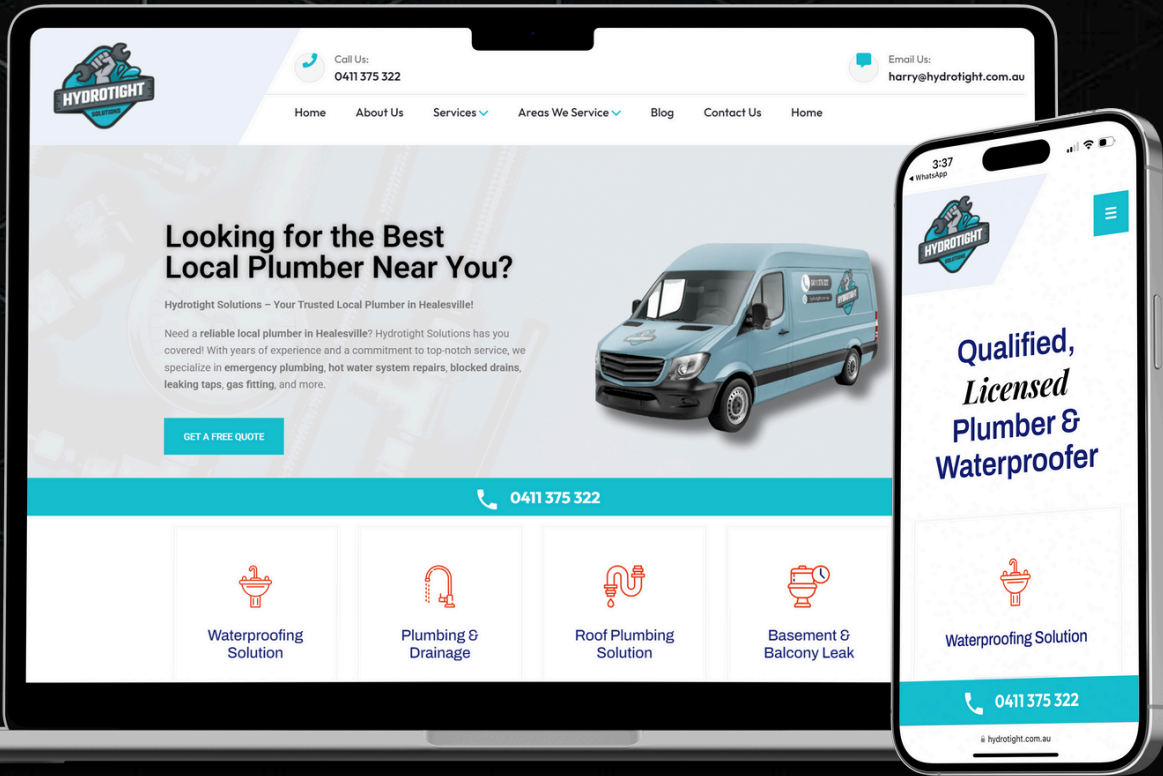 HYDROTIGHT
SOLUTIONS
Call Us:
0411 375 322
Email Us:
harry@hydrotight.com.au
Home
About Us
Services
Areas We Service
Blog
Contact Us
Home
Looking for the Best
Local Plumber Near You?
Hydrotight Solutions – Your Trusted Local Plumber in Healesville!
Need a reliable local plumber in Healesville? Hydrotight Solutions has you
covered! With years of experience and a commitment to top-notch service, we
specialize in emergency plumbing, hot water system repairs, blocked drains,
leaking taps, gas fitting, and more.
GET A FREE QUOTE
0411 375 322
Waterproofing
Solution
Plumbing &
Drainage
Roof Plumbing
Solution
Basement &
Balcony Leak
3:37
WhatsApp
HYDROTIGHT
SOLUTIONS
Qualified,
Licensed
Plumber &
Waterproofer
Waterproofing Solution
0411 375 322
hydrotight.com.au